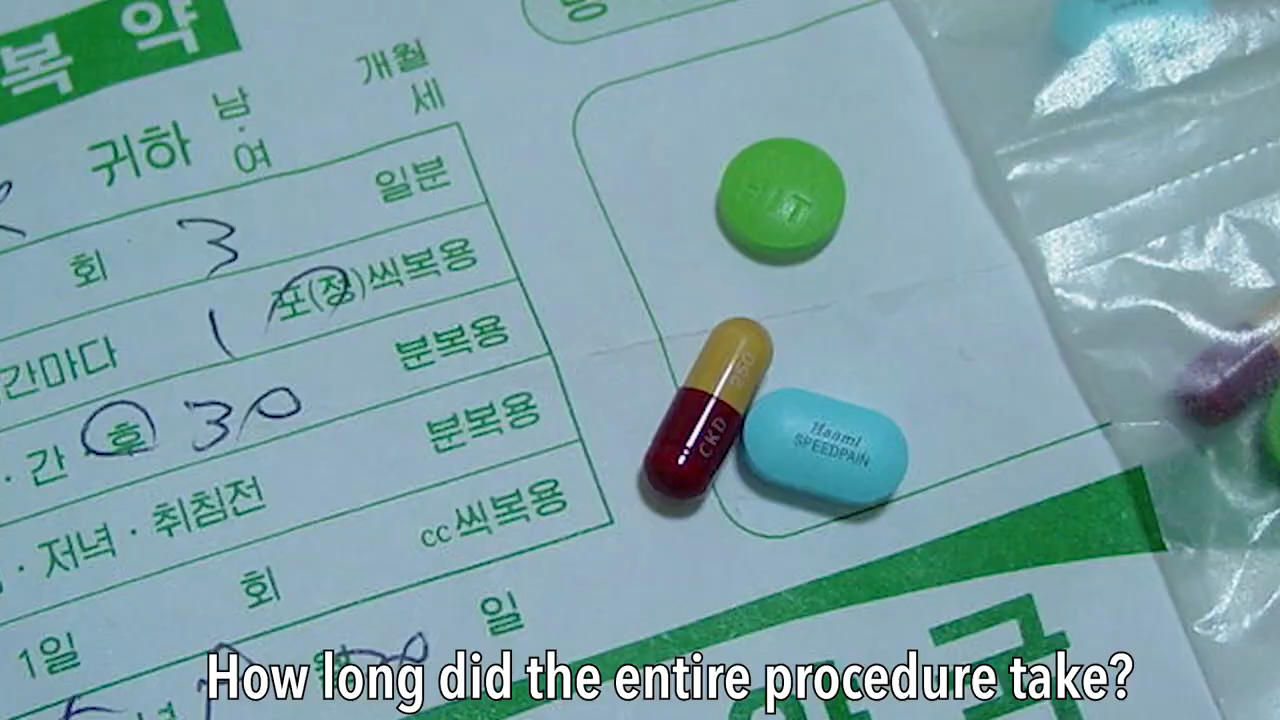 복 약
개월
귀하 남·여 세
3 일분
회 1 포(정)씩복용
간마다 분복용
· 간 후 30 분복용
· 저녁 · 취침전
cc씩복용
1일 회
일
HIT
250
CKD
Haami
SPEEDPAIN
How long did the entire procedure take?